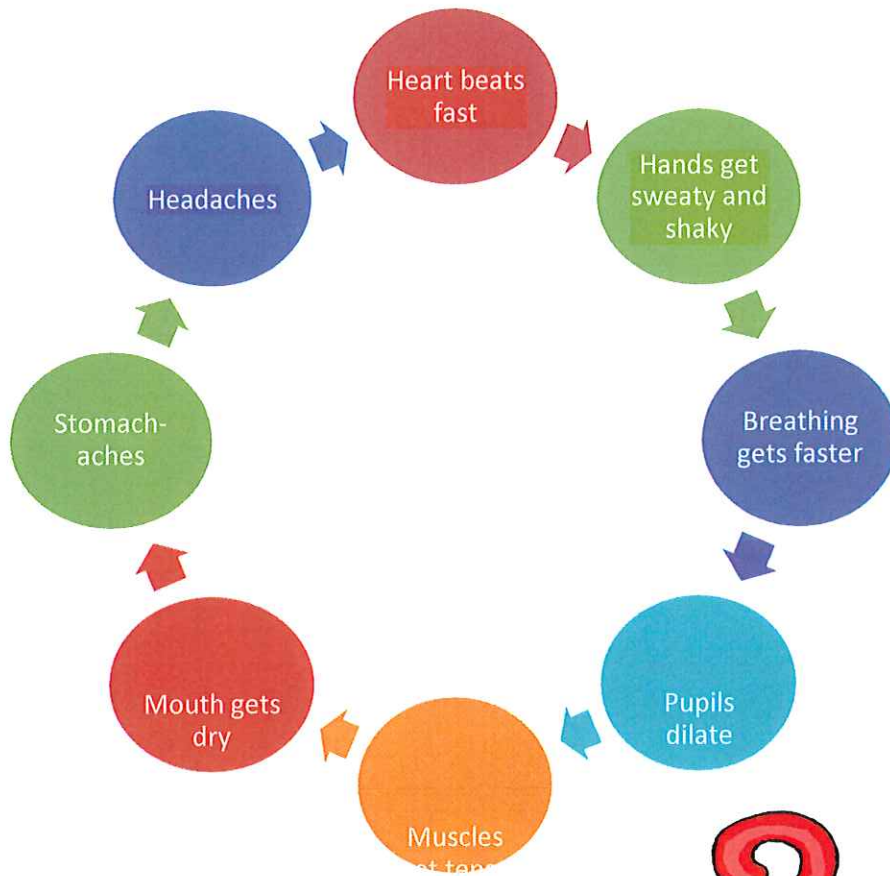 Heart beats
fast
Hands get
sweaty and
shaky
Breathing
gets faster
Pupils
dilate
Muscles
Mouth gets
dry
Stomach-
aches
Headaches